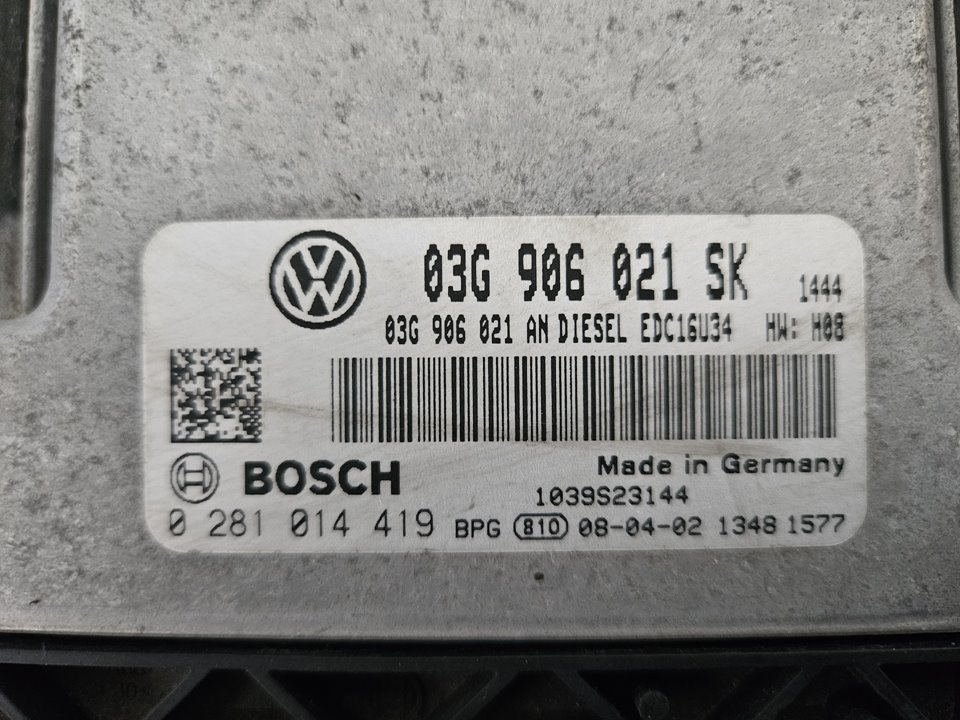 03G 906 021 SK 1444
03G 906 021 AN DIESEL EDC16U34 HW: H08
BOSCH
Made in Germany
1039S23144
0 281 014 419 BPG 810 08-04-02 1348 1577